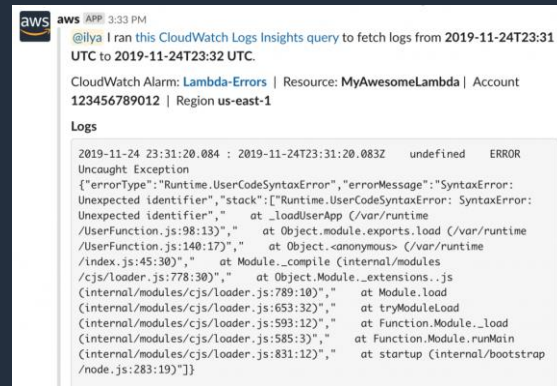 aws
aws APP 3:33 PM
@ilya I ran this CloudWatch Logs Insights query to fetch logs from 2019-11-24T23:31
UTC to 2019-11-24T23:32 UTC.
CloudWatch Alarm: Lambda-Errors | Resource: MyAwesomeLambda | Account
123456789012 | Region us-east-1
Logs
2019-11-24 23:31:20.084 : 2019-11-24T23:31:20.083Z undefined ERROR
Uncaught Exception
{"errorType":"Runtime.UserCodeSyntaxError","errorMessage":"SyntaxError:
Unexpected identifier","stack":["Runtime.UserCodeSyntaxError: SyntaxError:
Unexpected identifier"," at _loadUserApp (/var/runtime
/UserFunction.js:98:13)"," at Object.module.exports.load (/var/runtime
/UserFunction.js:140:17)"," at Object.<anonymous> (/var/runtime
/index.js:45:30)"," at Module._compile (internal/modules
/cjs/loader.js:778:30)"," at Object.Module._extensions..js
(internal/modules/cjs/loader.js:789:10)"," at Module.load
(internal/modules/cjs/loader.js:653:32)"," at tryModuleLoad
(internal/modules/cjs/loader.js:593:12)"," at Function.Module._load
(internal/modules/cjs/loader.js:585:3)"," at Function.Module.runMain
(internal/modules/cjs/loader.js:831:12)"," at startup (internal/bootstrap
/node.js:283:19)"]}